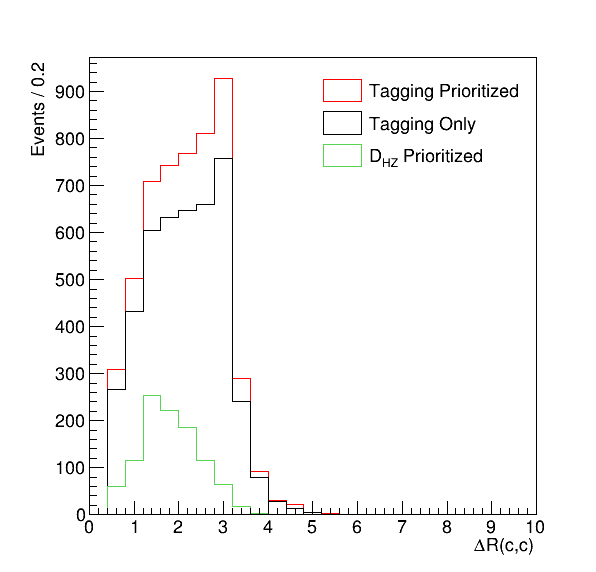 Events / 0.2
900
800
700
600
500
400
300
200
100
0
Tagging Prioritized
Tagging Only
D_HZ Prioritized
0 1 2 3 4 5 6 7 8 9 10
ΔR(c,c)